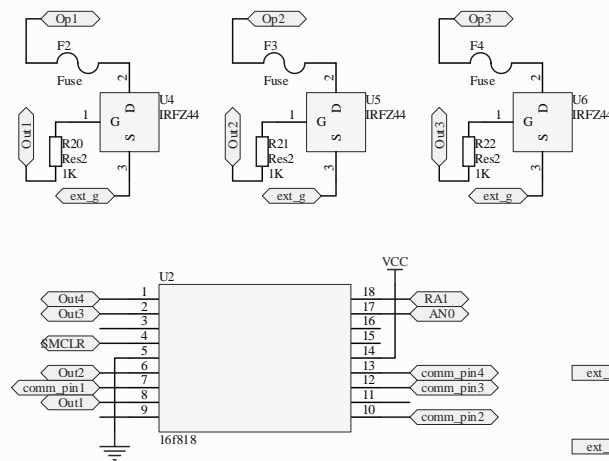 Op1 Op2 Op3
F2 F3 F4
Fuse Fuse Fuse
2 2 2
U4 U5 U6
IRFZ44 IRFZ44 IRFZ44
1 D 1 D 1 D
G G G
S S S
Out1 Out2 Out3
R20 R21 R22
Res2 Res2 Res2
1K 1K 1K
3 3 3
ext_g ext_g ext_g
VCC
U2
Out4 1 18 RA1
Out3 2 17 AN0
3 16
SMCLR 4 15
5 14
Out2 6 13 comm_pin4
comm_pin1 7 12 comm_pin3
Out1 8 11
9 10 comm_pin2
16f818
ext_
ext_